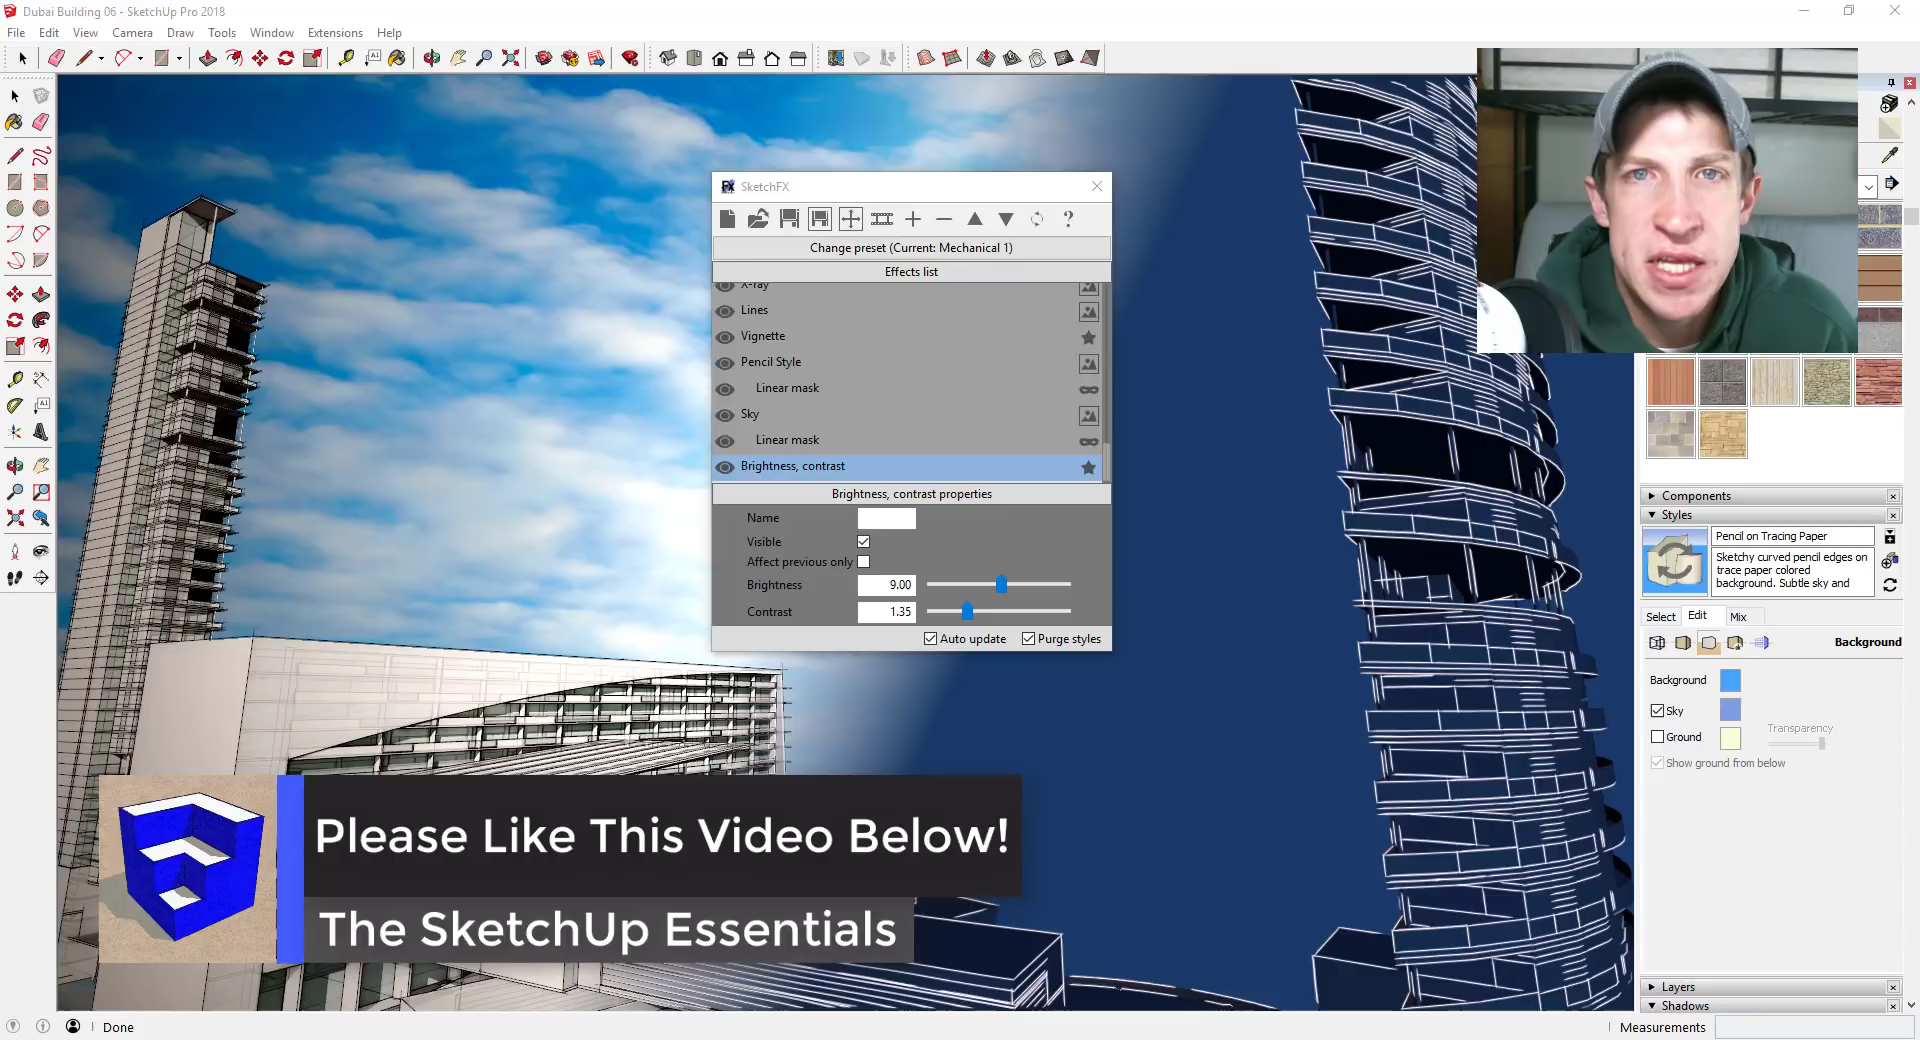 Dubai Building 06 - SketchUp Pro 2018
File Edit View Camera Draw Tools Window Extensions Help
SketchFX
Change preset (Current: Mechanical 1)
Effects list
X-ray
Lines
Vignette
Pencil Style
Linear mask
Sky
Linear mask
Brightness, contrast
Brightness, contrast properties
Name
Visible
Affect previous only
Brightness 9.00
Contrast 1.35
Auto update Purge styles
Components
Styles
Pencil on Tracing Paper
Sketchy curved pencil edges on
trace paper colored
background. Subtle sky and
Select Edit Mix
Background
Background
Sky
Transparency
Ground
Show ground from below
Layers
Shadows
Please Like This Video Below!
The SketchUp Essentials
Done
Measurements